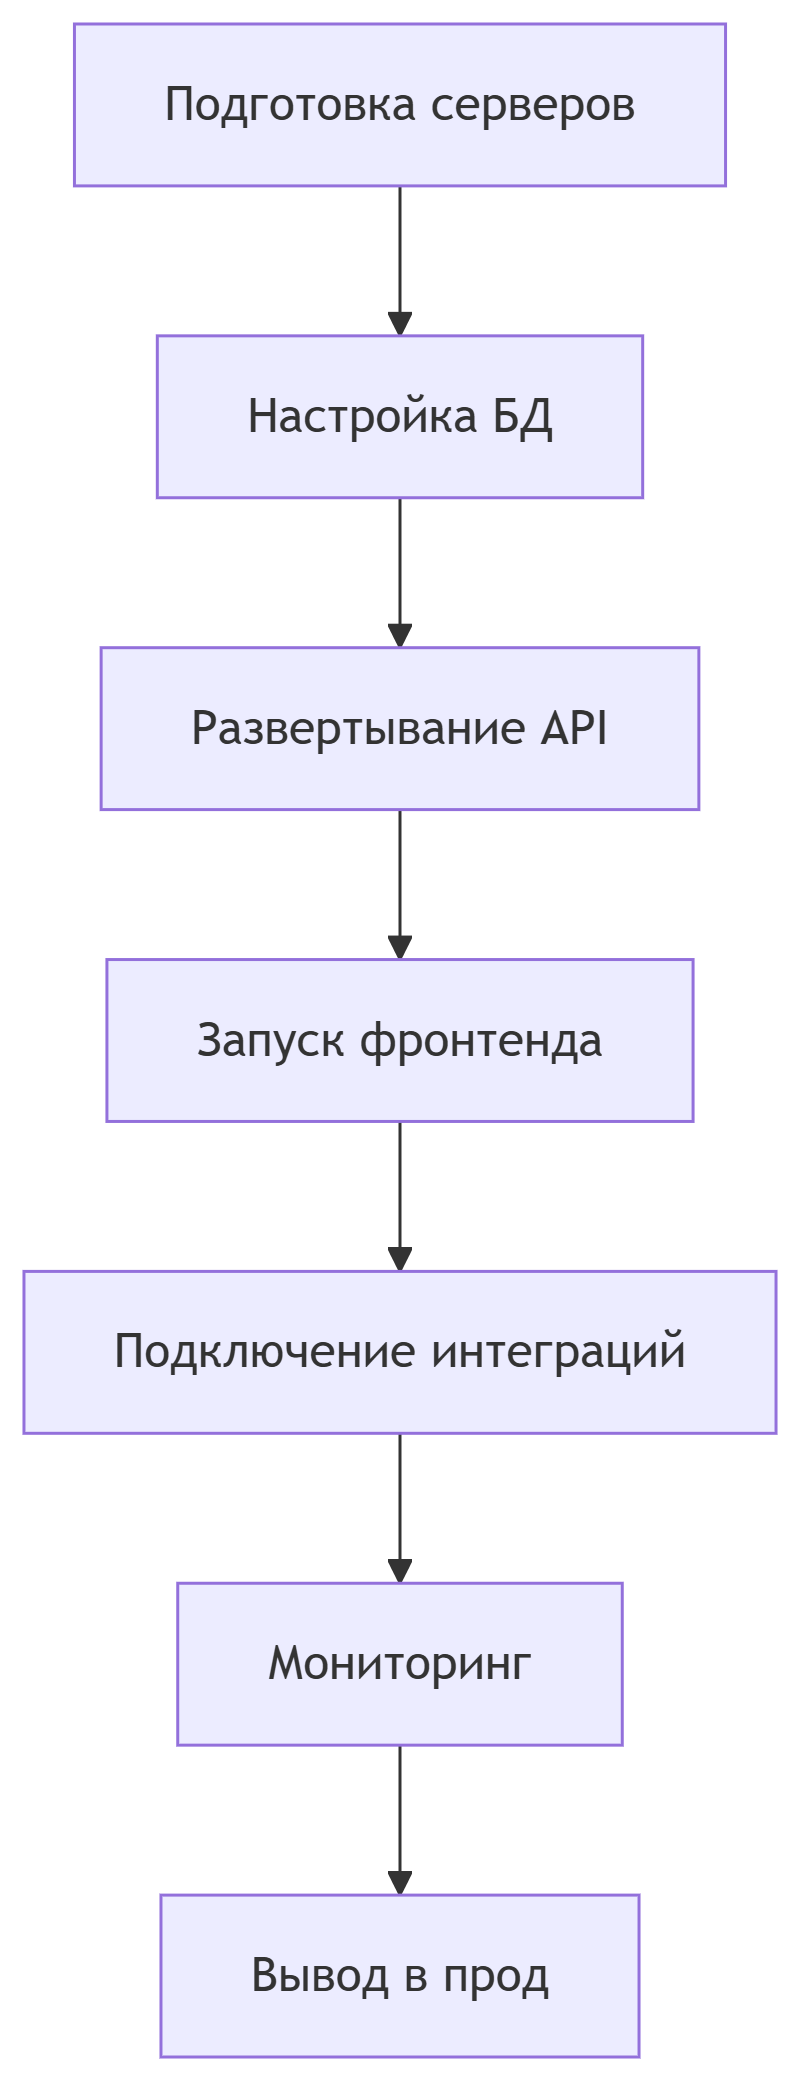 Подготовка серверов
Настройка БД
Развертывание API
Запуск фронтенда
Подключение интеграций
Мониторинг
Вывод в прод